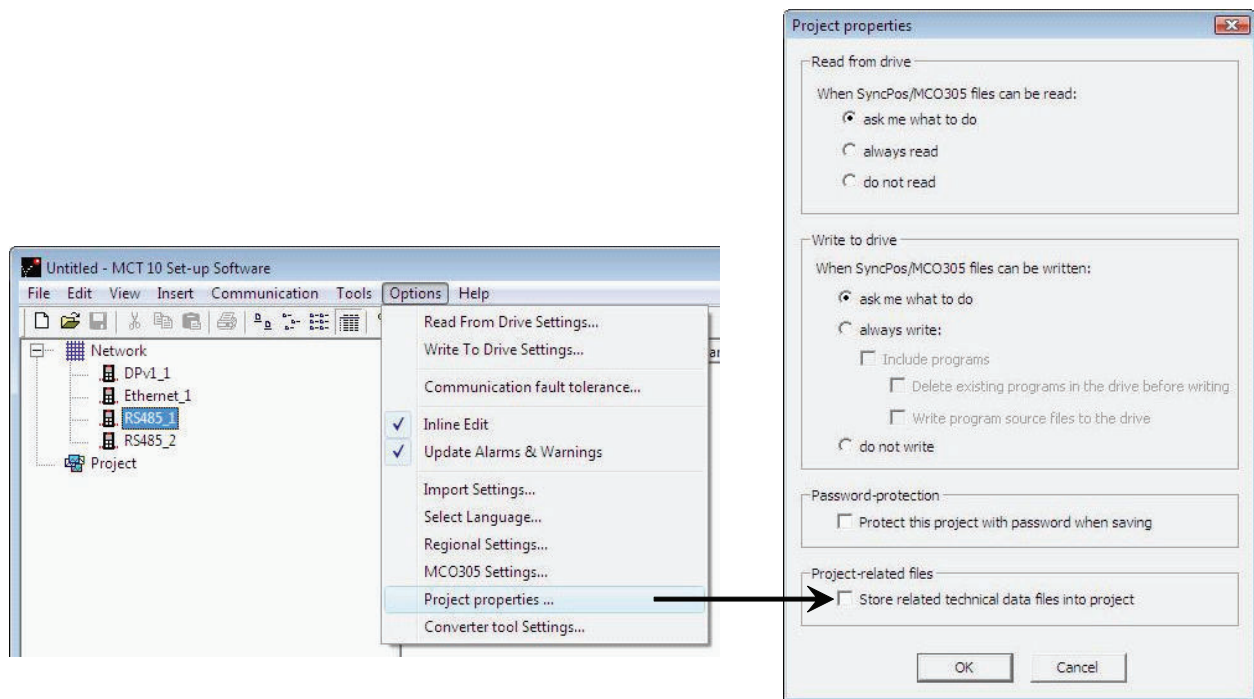 Untitled - MCT 10 Set-up Software
File Edit View Insert Communication Tools Options Help
Network
DPv1_1
Ethernet_1
RS485_1
RS485_2
Project
Read From Drive Settings...
Write To Drive Settings...
Communication fault tolerance...
Inline Edit
Update Alarms & Warnings
Import Settings...
Select Language...
Regional Settings...
MCO305 Settings...
Project properties ...
Converter tool Settings...
Project properties
Read from drive
When SyncPos/MCO305 files can be read:
ask me what to do
always read
do not read
Write to drive
When SyncPos/MCO305 files can be written:
ask me what to do
always write:
Include programs
Delete existing programs in the drive before writing
Write program source files to the drive
do not write
Password-protection
Protect this project with password when saving
Project-related files
Store related technical data files into project
OK Cancel